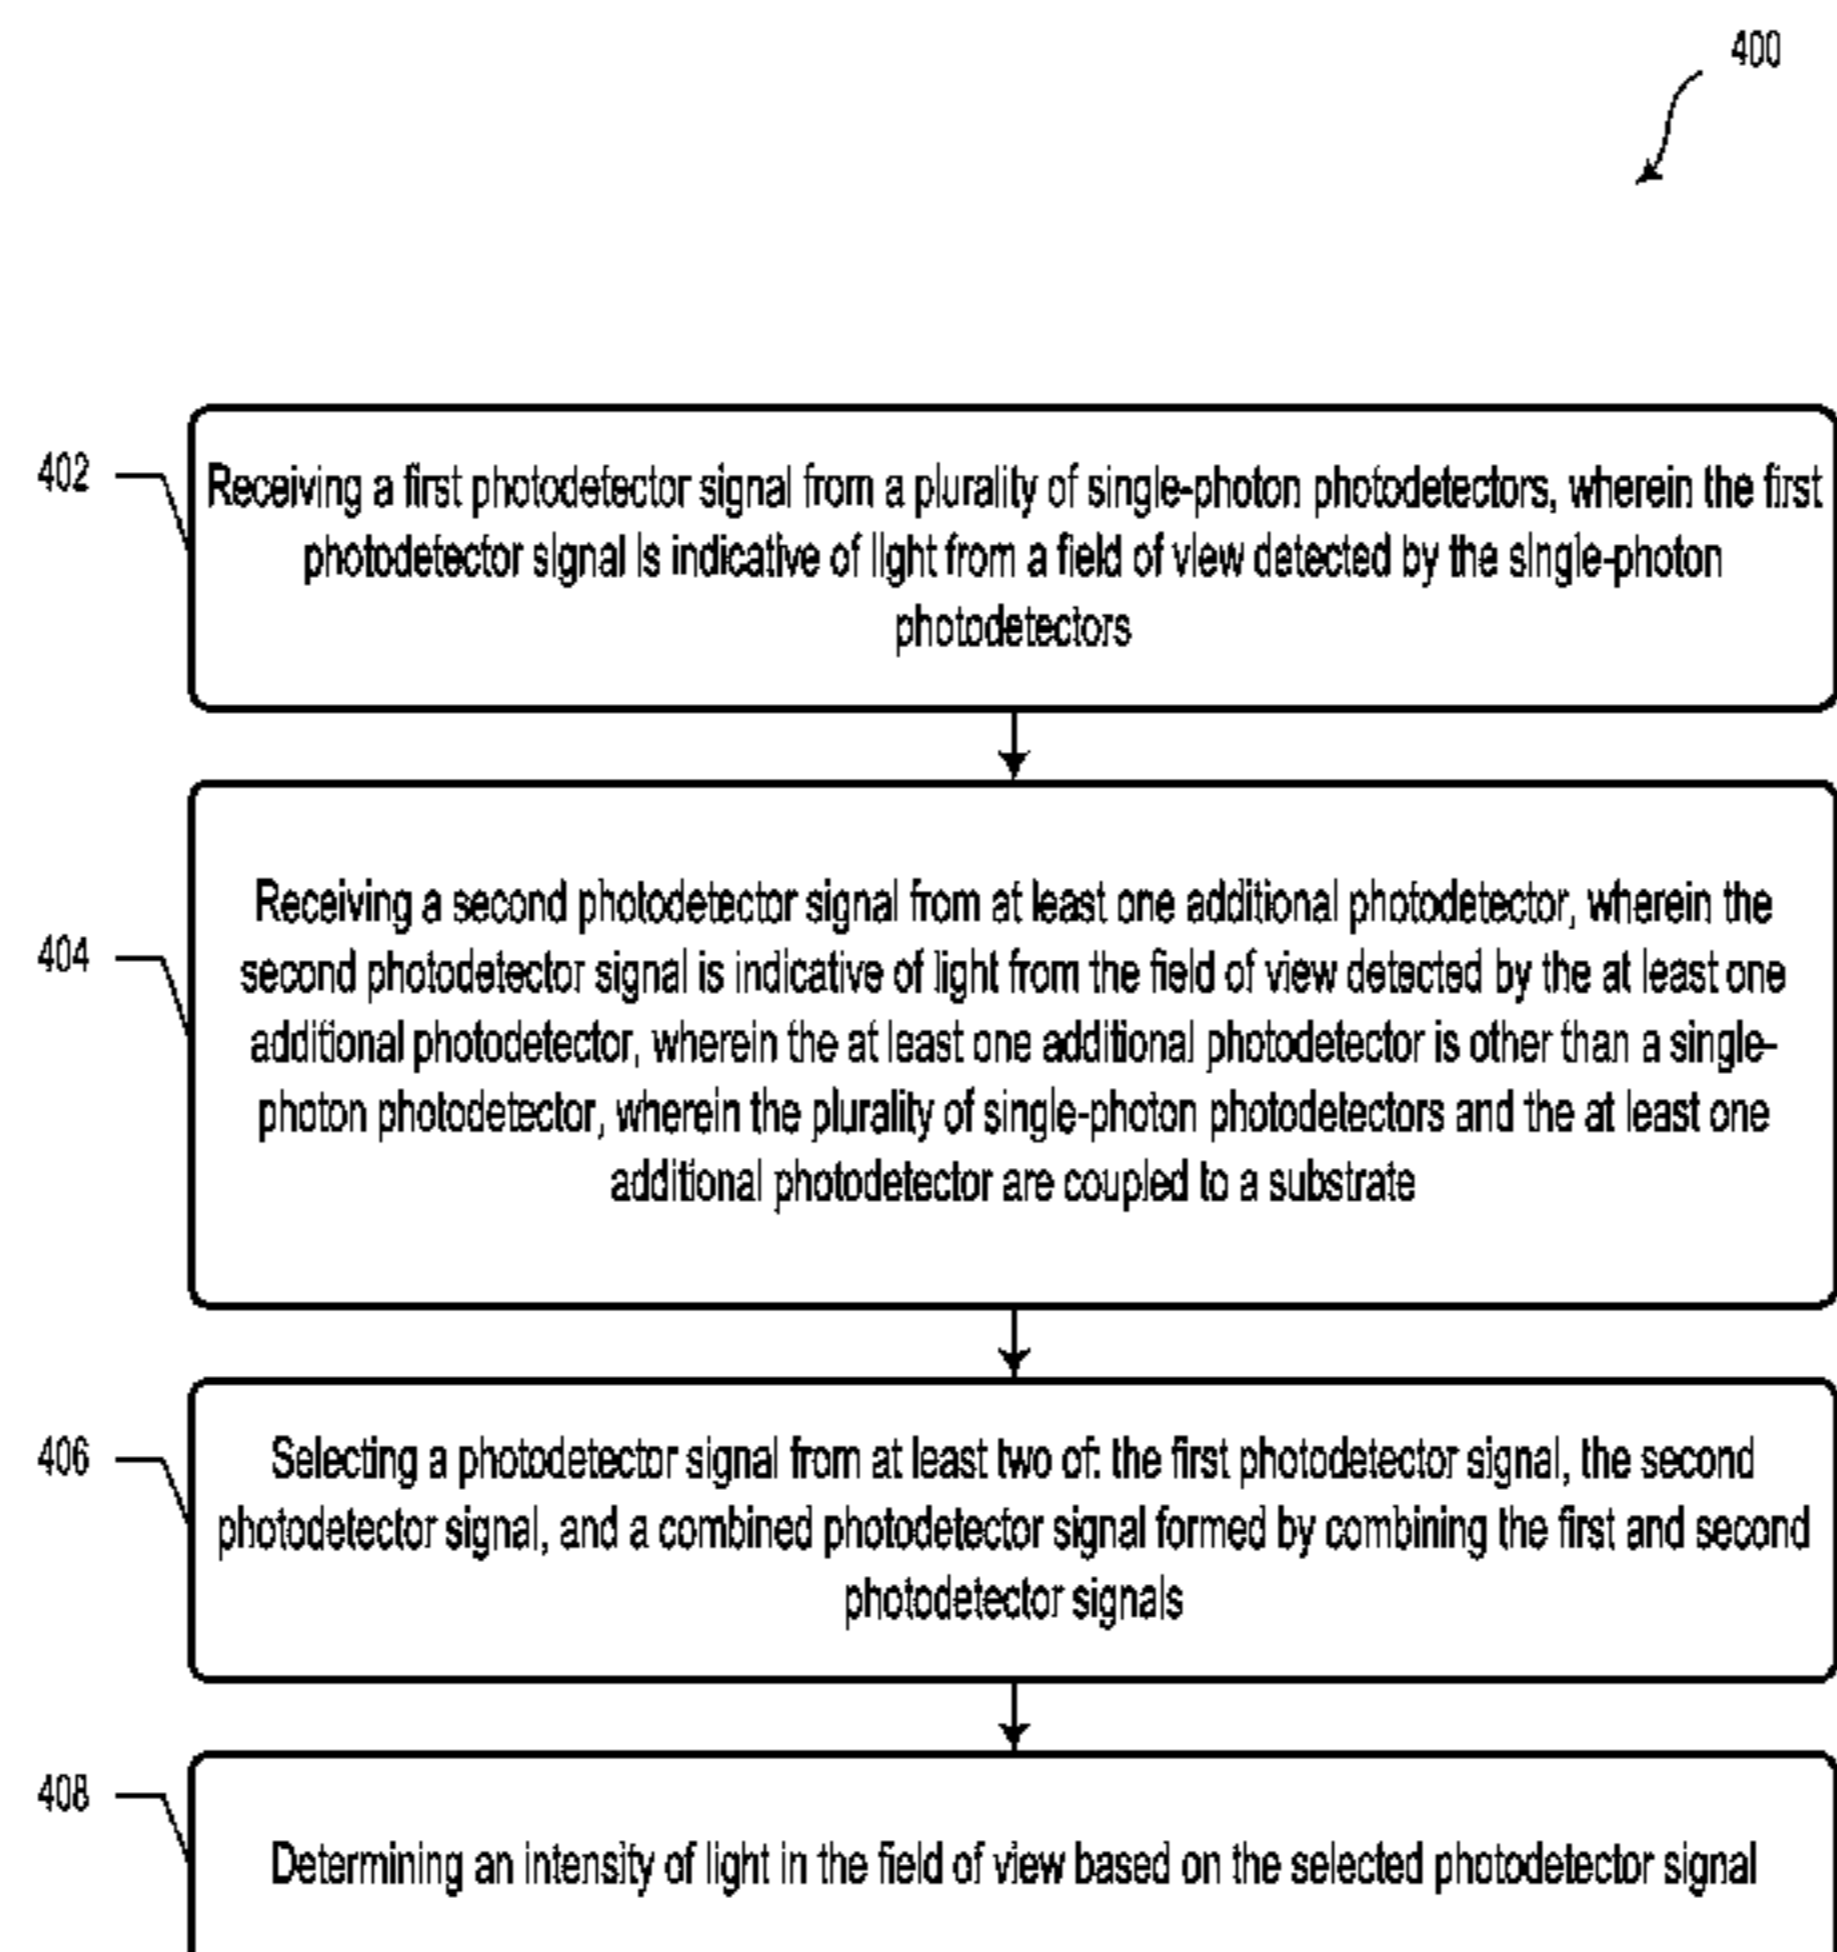 400
402
Receiving a first photodetector signal from a plurality of single-photon photodetectors, wherein the first
photodetector signal is indicative of light from a field of view detected by the single-photon
photodetectors
404
Receiving a second photodetector signal from at least one additional photodetector, wherein the
second photodetector signal is indicative of light from the field of view detected by the at least one
additional photodetector, wherein the at least one additional photodetector is other than a single-
photon photodetector, wherein the plurality of single-photon photodetectors and the at least one
additional photodetector are coupled to a substrate
406
Selecting a photodetector signal from at least two of: the first photodetector signal, the second
photodetector signal, and a combined photodetector signal formed by combining the first and second
photodetector signals
408
Determining an intensity of light in the field of view based on the selected photodetector signal